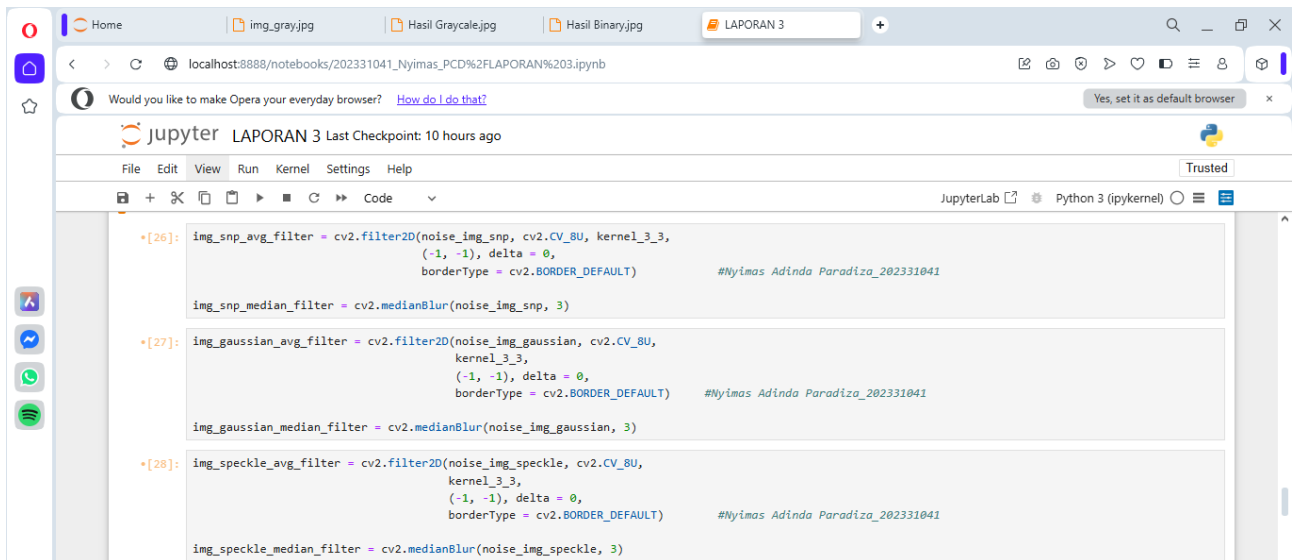 Home
img_gray.jpg
Hasil Graycale.jpg
Hasil Binary.jpg
LAPORAN 3
localhost:8888/notebooks/202331041_Nyimas_PCD%2FLAPORAN%203.ipynb
Would you like to make Opera your everyday browser? How do I do that? Yes, set it as default browser
jupyter LAPORAN 3 Last Checkpoint: 10 hours ago
File Edit View Run Kernel Settings Help Trusted
Code JupyterLab Python 3 (ipykernel)
•[26]: img_snp_avg_filter = cv2.filter2D(noise_img_snp, cv2.CV_8U, kernel_3_3,
(-1, -1), delta = 0,
borderType = cv2.BORDER_DEFAULT) #Nyimas Adinda Paradiza_202331041
img_snp_median_filter = cv2.medianBlur(noise_img_snp, 3)
•[27]: img_gaussian_avg_filter = cv2.filter2D(noise_img_gaussian, cv2.CV_8U,
kernel_3_3,
(-1, -1), delta = 0,
borderType = cv2.BORDER_DEFAULT) #Nyimas Adinda Paradiza_202331041
img_gaussian_median_filter = cv2.medianBlur(noise_img_gaussian, 3)
•[28]: img_speckle_avg_filter = cv2.filter2D(noise_img_speckle, cv2.CV_8U,
kernel_3_3,
(-1, -1), delta = 0,
borderType = cv2.BORDER_DEFAULT) #Nyimas Adinda Paradiza_202331041
img_speckle_median_filter = cv2.medianBlur(noise_img_speckle, 3)